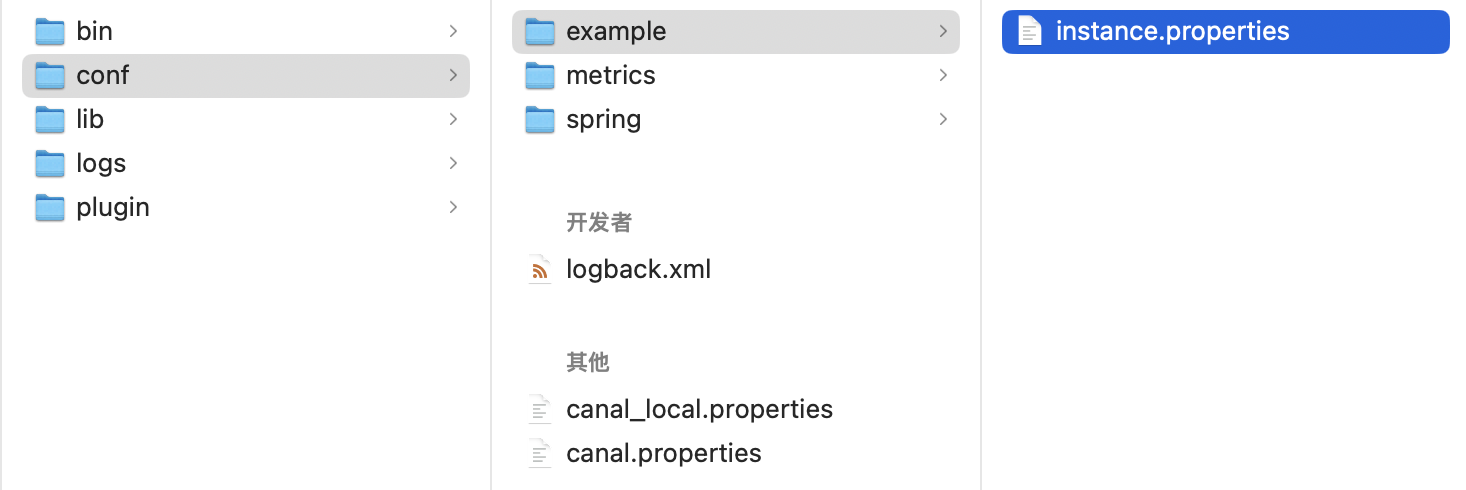 bin
conf
lib
logs
plugin
example
metrics
spring
开发者
logback.xml
其他
canal_local.properties
canal.properties
instance.properties